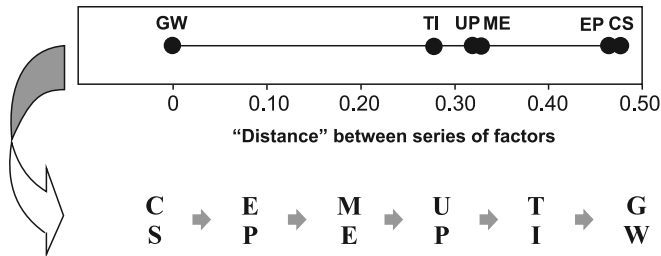 GW TI UP ME EP CS
0 0.10 0.20 0.30 0.40 0.50
“Distance” between series of factors
C E M U T G
S P E P I W